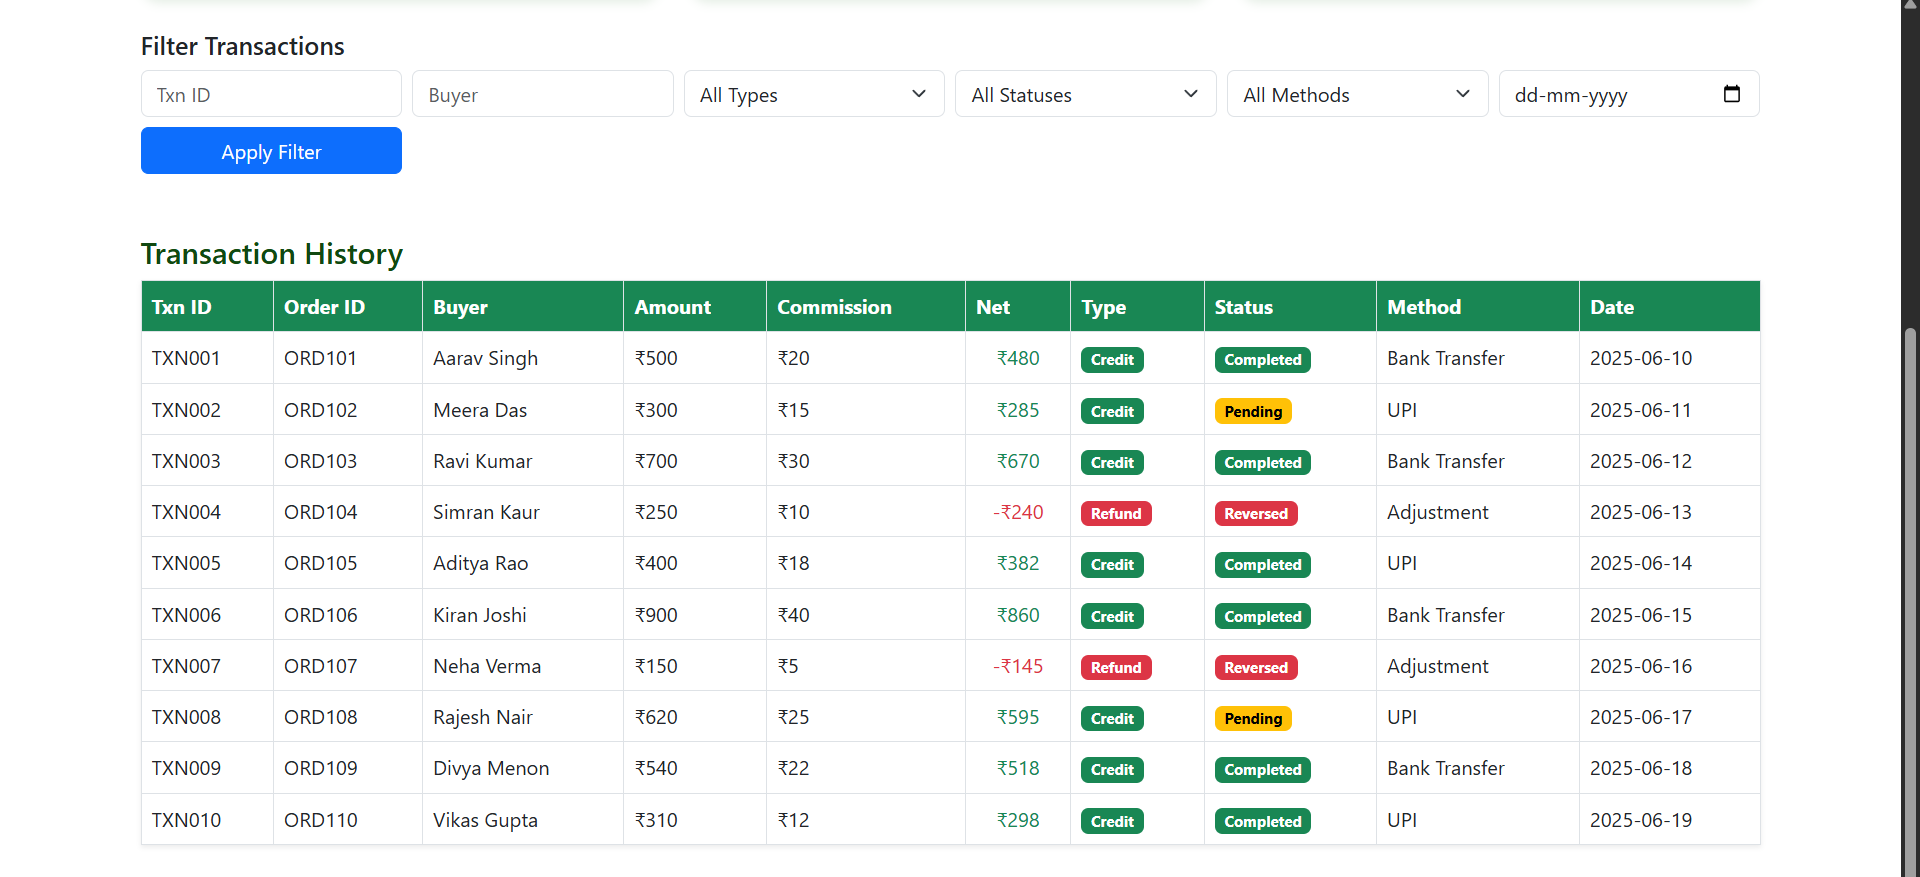 Filter Transactions
Txn ID Buyer All Types All Statuses All Methods dd-mm-yyyy
Apply Filter
Transaction History
Txn ID Order ID Buyer Amount Commission Net Type Status Method Date
TXN001 ORD101 Aarav Singh ₹500 ₹20 ₹480 Credit Completed Bank Transfer 2025-06-10
TXN002 ORD102 Meera Das ₹300 ₹15 ₹285 Credit Pending UPI 2025-06-11
TXN003 ORD103 Ravi Kumar ₹700 ₹30 ₹670 Credit Completed Bank Transfer 2025-06-12
TXN004 ORD104 Simran Kaur ₹250 ₹10 -₹240 Refund Reversed Adjustment 2025-06-13
TXN005 ORD105 Aditya Rao ₹400 ₹18 ₹382 Credit Completed UPI 2025-06-14
TXN006 ORD106 Kiran Joshi ₹900 ₹40 ₹860 Credit Completed Bank Transfer 2025-06-15
TXN007 ORD107 Neha Verma ₹150 ₹5 -₹145 Refund Reversed Adjustment 2025-06-16
TXN008 ORD108 Rajesh Nair ₹620 ₹25 ₹595 Credit Pending UPI 2025-06-17
TXN009 ORD109 Divya Menon ₹540 ₹22 ₹518 Credit Completed Bank Transfer 2025-06-18
TXN010 ORD110 Vikas Gupta ₹310 ₹12 ₹298 Credit Completed UPI 2025-06-19